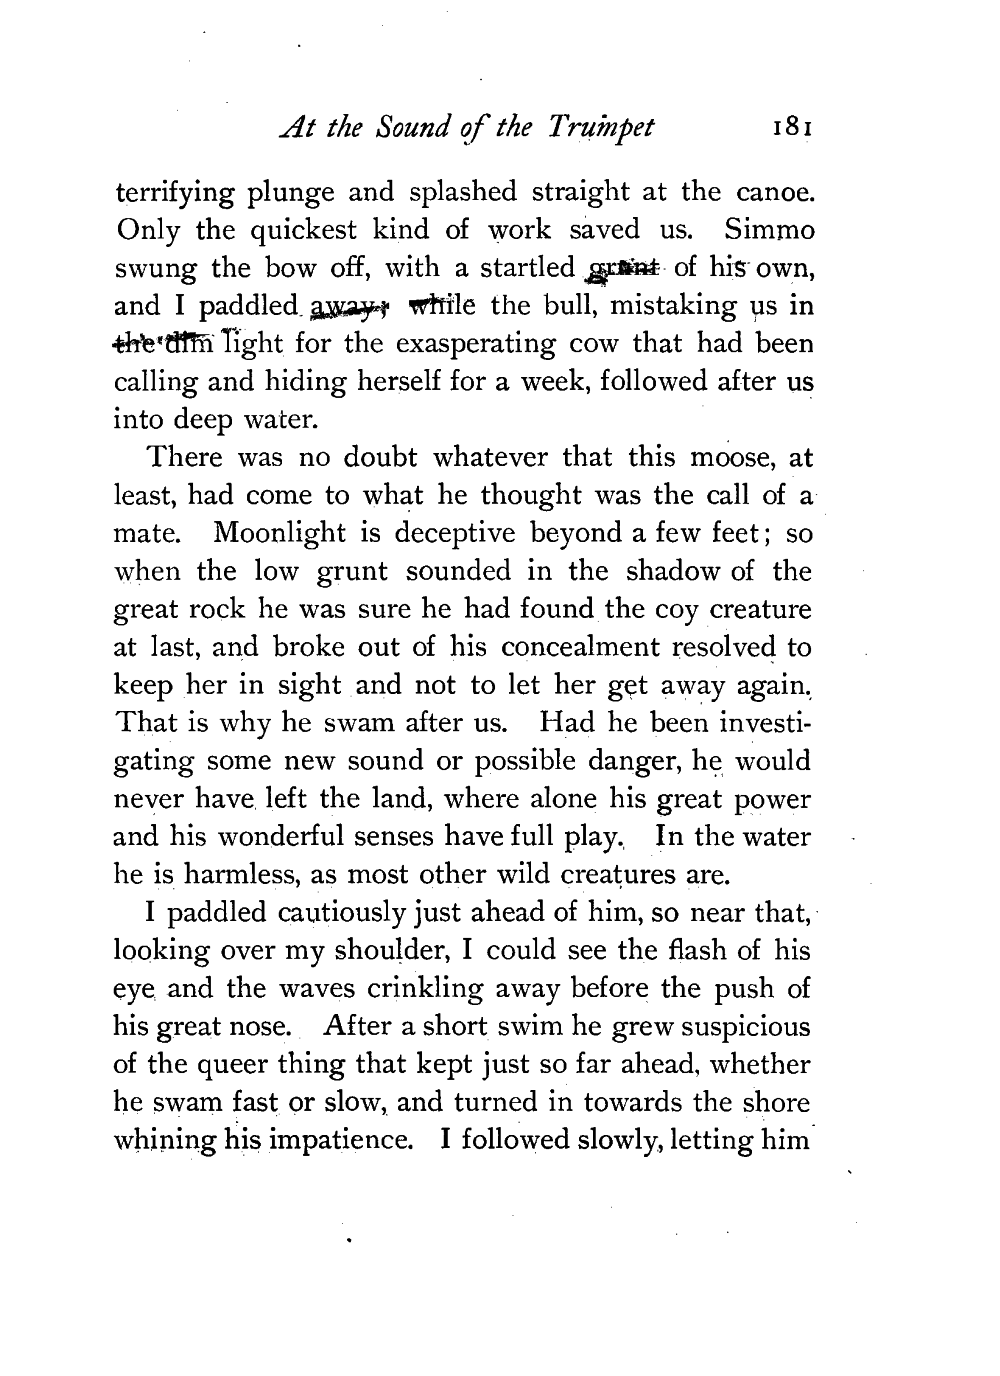 At the Sound of the Trumpet 181
terrifying plunge and splashed straight at the canoe.
Only the quickest kind of work saved us. Simmo
swung the bow off, with a startled grunt of his own,
and I paddled away; while the bull, mistaking us in
the dim light for the exasperating cow that had been
calling and hiding herself for a week, followed after us
into deep water.
There was no doubt whatever that this moose, at
least, had come to what he thought was the call of a
mate. Moonlight is deceptive beyond a few feet; so
when the low grunt sounded in the shadow of the
great rock he was sure he had found the coy creature
at last, and broke out of his concealment resolved to
keep her in sight and not to let her get away again.
That is why he swam after us. Had he been investi-
gating some new sound or possible danger, he would
never have left the land, where alone his great power
and his wonderful senses have full play. In the water
he is harmless, as most other wild creatures are.
I paddled cautiously just ahead of him, so near that,
looking over my shoulder, I could see the flash of his
eye and the waves crinkling away before the push of
his great nose. After a short swim he grew suspicious
of the queer thing that kept just so far ahead, whether
he swam fast or slow, and turned in towards the shore
whining his impatience. I followed slowly, letting him